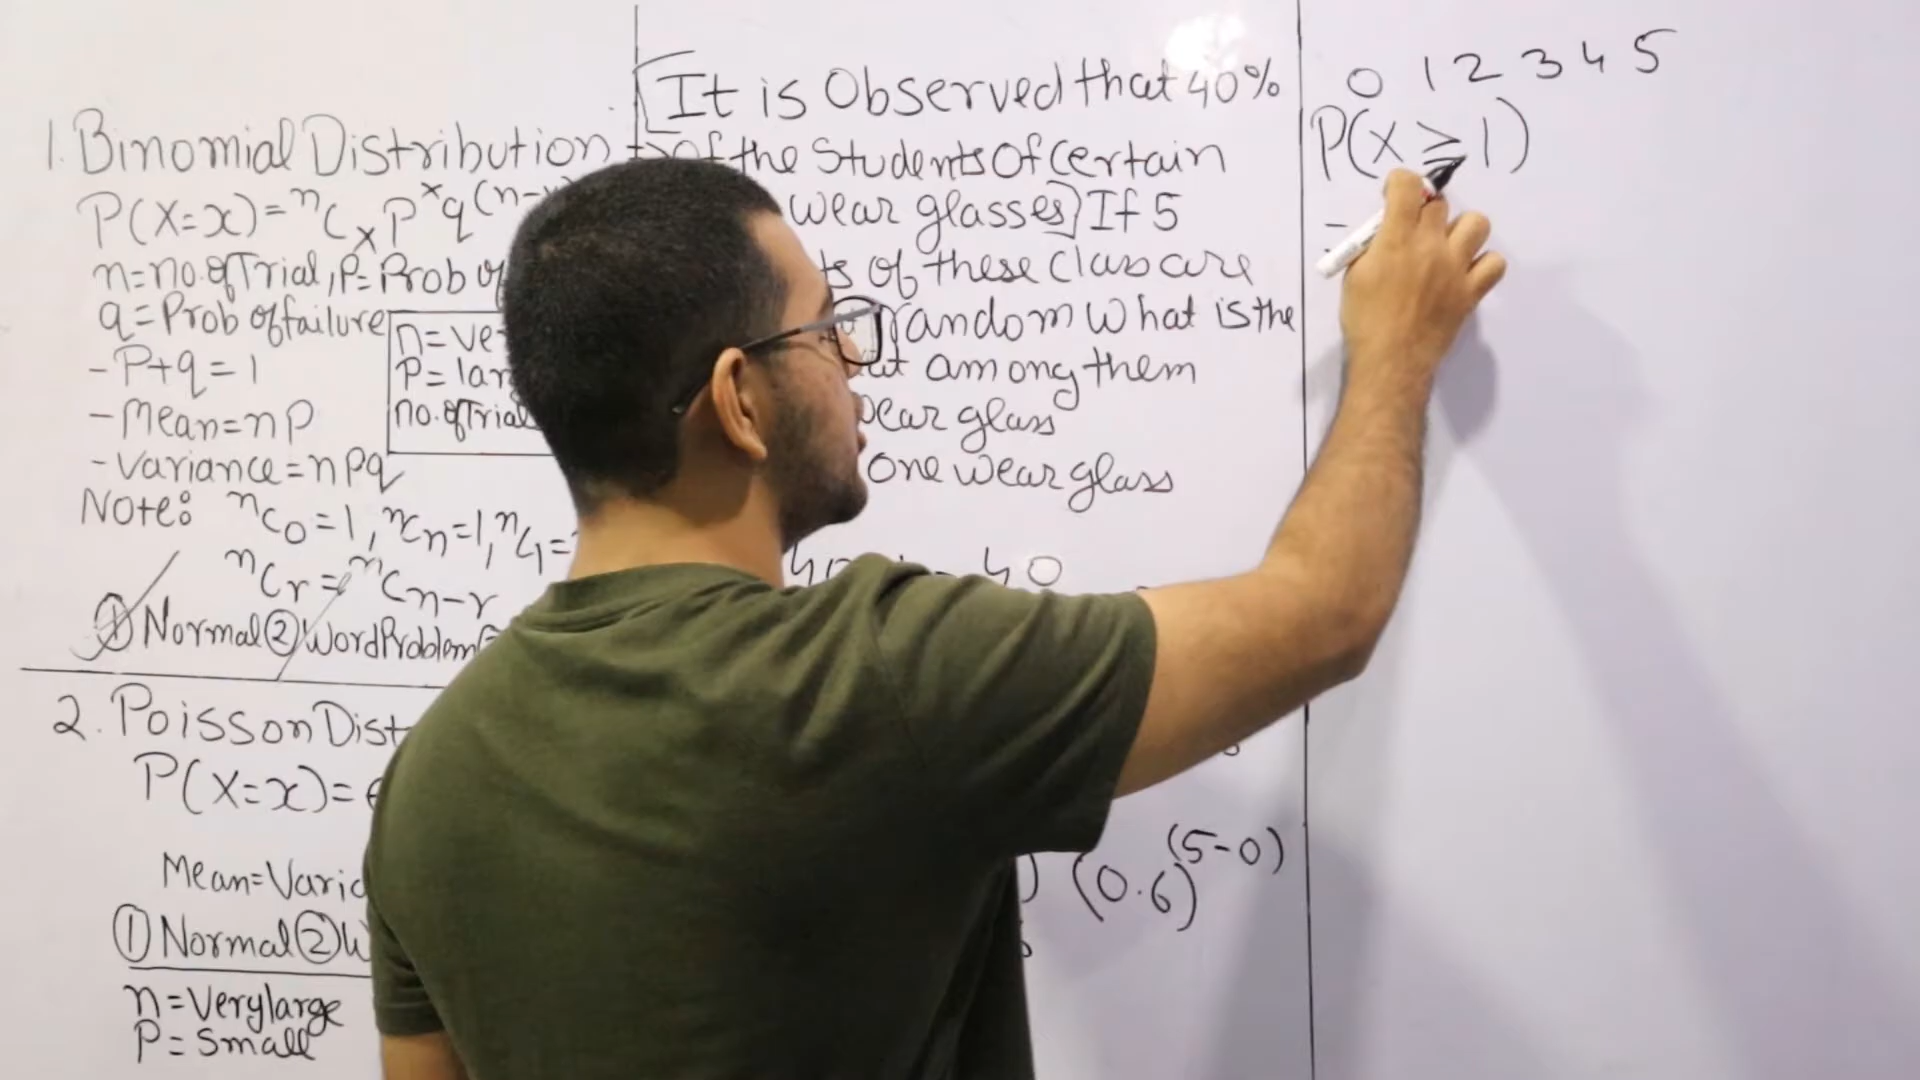 1. Binomial Distribution
P(X=x) = ⁿCₓ Pˣ q^(n-
n = no. of Trial, P = Prob of
q = Prob of failure
- P+q = 1
- Mean = nP
- Variance = nPq
Note: ⁿC₀ = 1, ⁿCₙ = 1, ⁿC₁ =
ⁿCᵣ = ⁿCₙ₋ᵣ
① Normal ② Word Problem
n = ve
P = lar
no. of Trial
2. Poisson Dist
P(X=x) =
Mean = Varia
① Normal ② W
n = Very large
P = Small
It is Observed that 40%
of the Students Of Certain
wear glasses] If 5
of these Class are
random What is the
among them
wear glass
one wear glass
40
(0.6)^(5-0)
0 1 2 3 4 5
P(X ≥ 1)
=